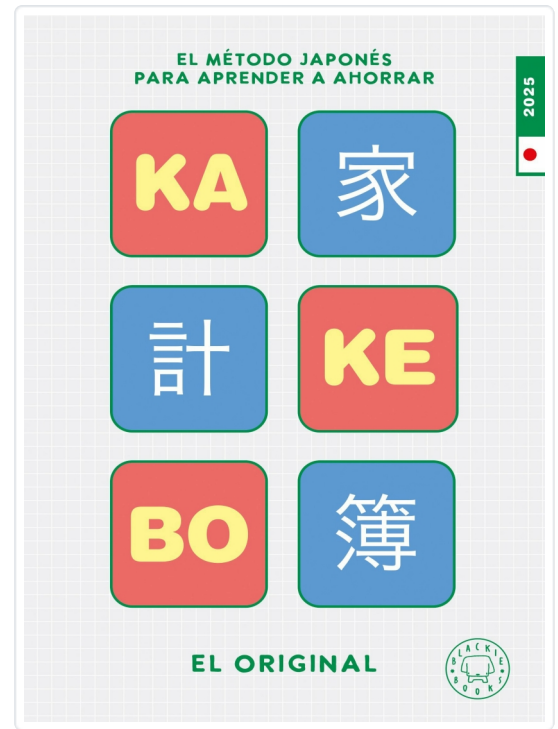 EL MÉTODO JAPONÉS
PARA APRENDER A AHORRAR
2025
KA 家
計 KE
BO 簿
EL ORIGINAL
BLACKIE BOOKS